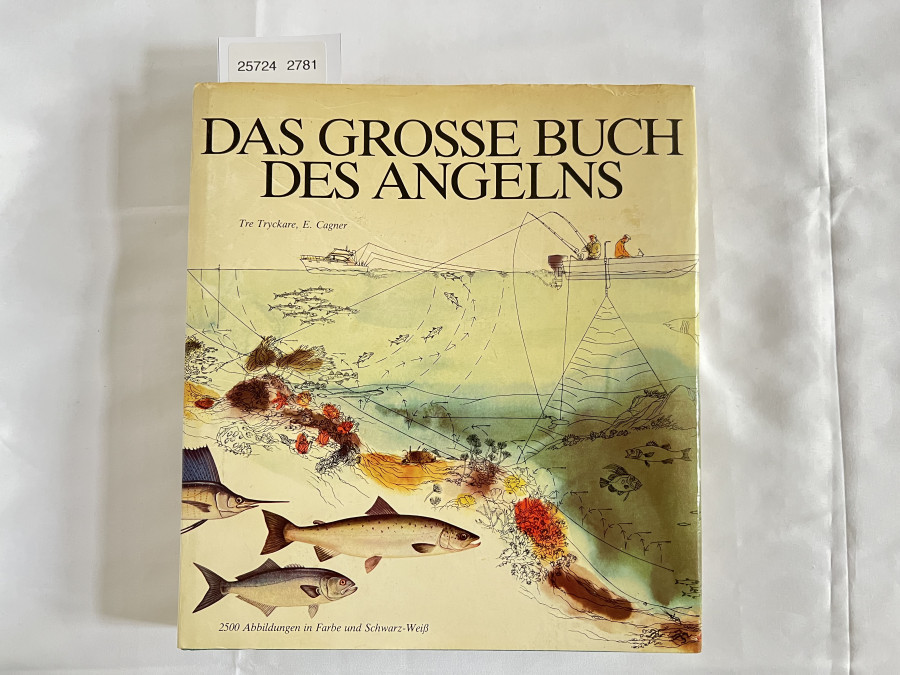 25724 2781
DAS GROSSE BUCH
DES ANGELNS
Tre Tryckare, E. Cagner
2500 Abbildungen in Farbe und Schwarz-Weiß